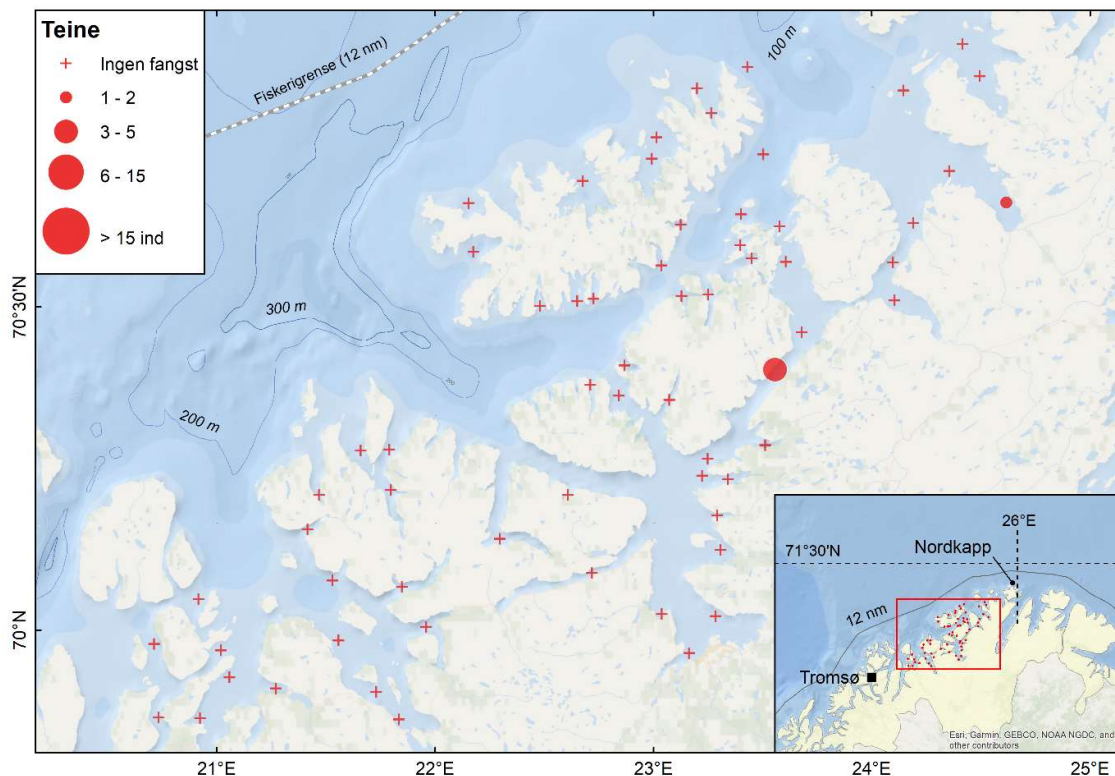 Teine
Ingen fangst
1 - 2
3 - 5
6 - 15
> 15 ind
Fiskerigrense (12 nm)
100 m
300 m
200 m
70°30'N
70°N
21°E
22°E
23°E
24°E
25°E
26°E
71°30'N
Nordkapp
12 nm
Tromsø
Esri, Garmin, GEBCO, NOAA NGDC, and
other contributors